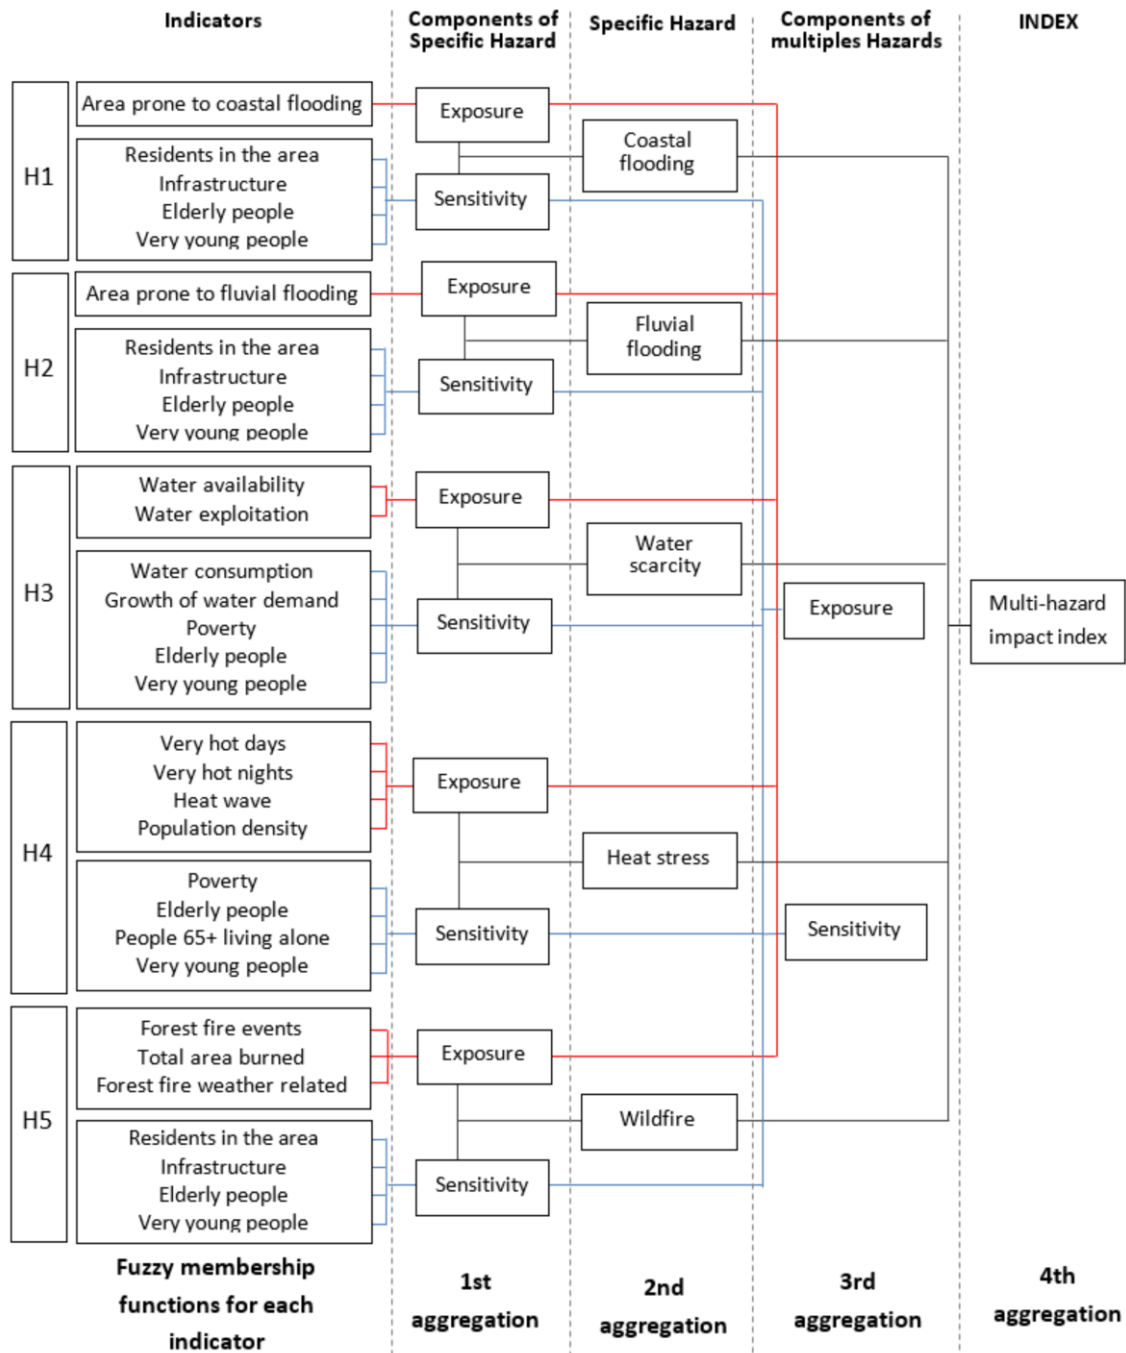 Indicators
Components of
Specific Hazard
Specific Hazard
Components of
multiples Hazards
INDEX
H1
Area prone to coastal flooding
Residents in the area
Infrastructure
Elderly people
Very young people
Exposure
Sensitivity
Coastal
flooding
H2
Area prone to fluvial flooding
Residents in the area
Infrastructure
Elderly people
Very young people
Exposure
Sensitivity
Fluvial
flooding
H3
Water availability
Water exploitation
Water consumption
Growth of water demand
Poverty
Elderly people
Very young people
Exposure
Sensitivity
Water
scarcity
Exposure
Multi-hazard
impact index
H4
Very hot days
Very hot nights
Heat wave
Population density
Poverty
Elderly people
People 65+ living alone
Very young people
Exposure
Sensitivity
Heat stress
Sensitivity
H5
Forest fire events
Total area burned
Forest fire weather related
Residents in the area
Infrastructure
Elderly people
Very young people
Exposure
Sensitivity
Wildfire
Fuzzy membership
functions for each
indicator
1st
aggregation
2nd
aggregation
3rd
aggregation
4th
aggregation